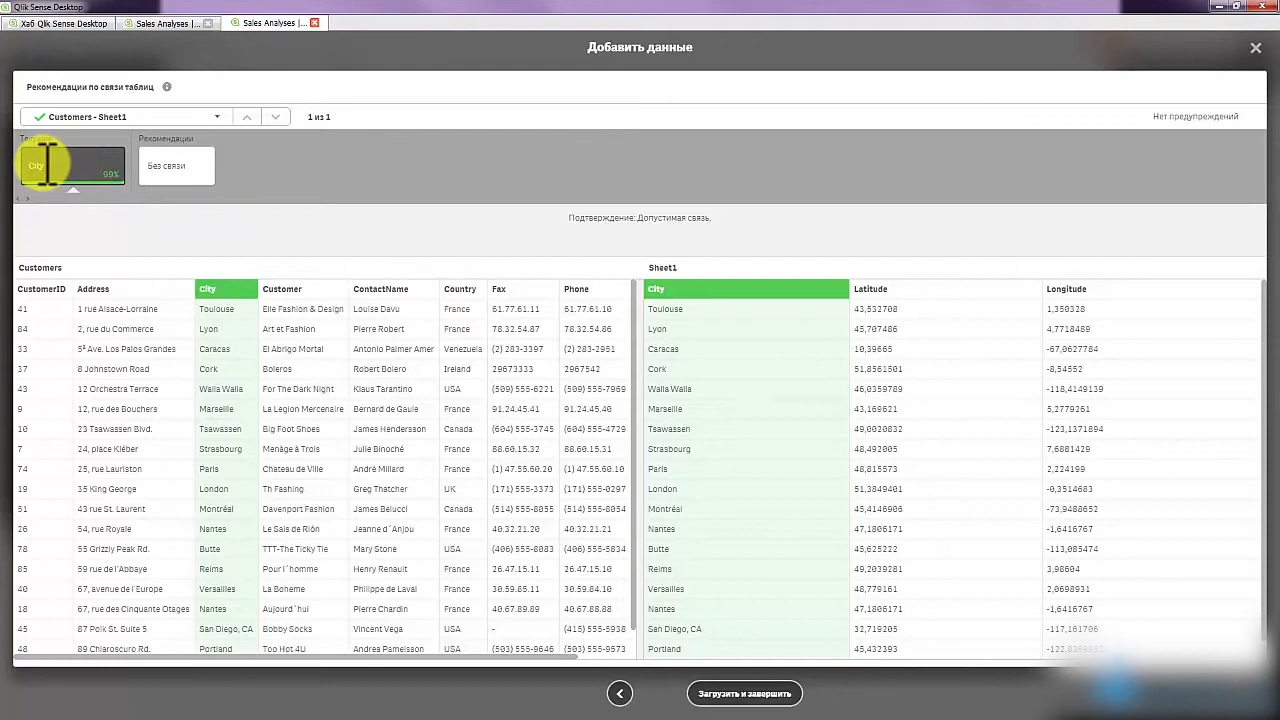 Qlik Sense Desktop
Хаб Qlik Sense Desktop
Sales Analyses |...
Sales Analyses |...
Добавить данные
Рекомендации по связи таблиц
Customers - Sheet1
1 из 1
Нет предупреждений
Рекомендации
City
99%
Без связи
Подтверждение: Допустимая связь.
Customers
Sheet1
CustomerID Address City Customer ContactName Country Fax Phone City Latitude Longitude
41 1 rue Alsace-Lorraine Toulouse Elle Fashion & Design Louise Davu France 61.77.61.11 61.77.61.10 Toulouse 43,532708 1,350328
84 2, rue du Commerce Lyon Art et Fashion Pierre Robert France 78.32.54.87 78.32.54.86 Lyon 45,707486 4,7718489
33 5ª Ave. Los Palos Grandes Caracas El Abrigo Mortal Antonio Palmer Amer Venezuela (2) 283-3397 (2) 283-2951 Caracas 10,39665 -67,0627784
37 8 Johnstown Road Cork Boleros Robert Bolero Ireland 29673333 2967542 Cork 51,8561501 -8,54552
43 12 Orchestra Terrace Walla Walla For The Dark Night Klaus Tarantino USA (509) 555-6221 (509) 555-7969 Walla Walla 46,0359789 -118,4149139
9 12, rue des Bouchers Marseille La Legion Mercenaire Bernard de Gaule France 91.24.45.41 91.24.45.40 Marseille 43,169621 5,2779261
10 23 Tsawassen Blvd. Tsawassen Big Foot Shoes James Hendersson Canada (604) 555-3745 (604) 555-4729 Tsawassen 49,0020832 -123,1371894
7 24, place Kléber Strasbourg Menàge à Trois Julie Binoché France 88.60.15.32 88.60.15.31 Strasbourg 48,492005 7,6881429
74 25, rue Lauriston Paris Chateau de Ville André Millard France (1) 47.55.60.20 (1) 47.55.60.10 Paris 48,815573 2,224199
19 35 King George London Th Fashing Greg Thatcher UK (171) 555-3373 (171) 555-0297 London 51,3849401 -0,3514683
51 43 rue St. Laurent Montréal Davenport Fashion James Belucci Canada (514) 555-8055 (514) 555-8054 Montréal 45,4146906 -73,9488652
26 54, rue Royale Nantes Le Sais de Rión Jeanne d´Anjou France 40.32.21.20 40.32.21.21 Nantes 47,1806171 -1,6416767
78 55 Grizzly Peak Rd. Butte TTT-The Ticky Tie Mary Stone USA (406) 555-8083 (406) 555-5834 Butte 45,625222 -113,085474
85 59 rue de l'Abbaye Reims Pour l´homme Henry Renault France 26.47.15.11 26.47.15.10 Reims 49,2039281 3,98604
40 67, avenue de l'Europe Versailles La Boheme Philippe de Laval France 30.59.85.11 30.59.84.10 Versailles 48,779161 2,0698931
18 67, rue des Cinquante Otages Nantes Aujourd´hui Pierre Chardin France 40.67.89.89 40.67.88.88 Nantes 47,1806171 -1,6416767
45 87 Polk St. Suite 5 San Diego, CA Bobby Socks Vincent Vega USA - (415) 555-5938 San Diego, CA 32,719205 -117,161706
48 89 Chiaroscuro Rd. Portland Too Hot 4U Andrea Pameisson USA (503) 555-9646 (503) 555-9573 Portland 45,432393
Загрузить и завершить